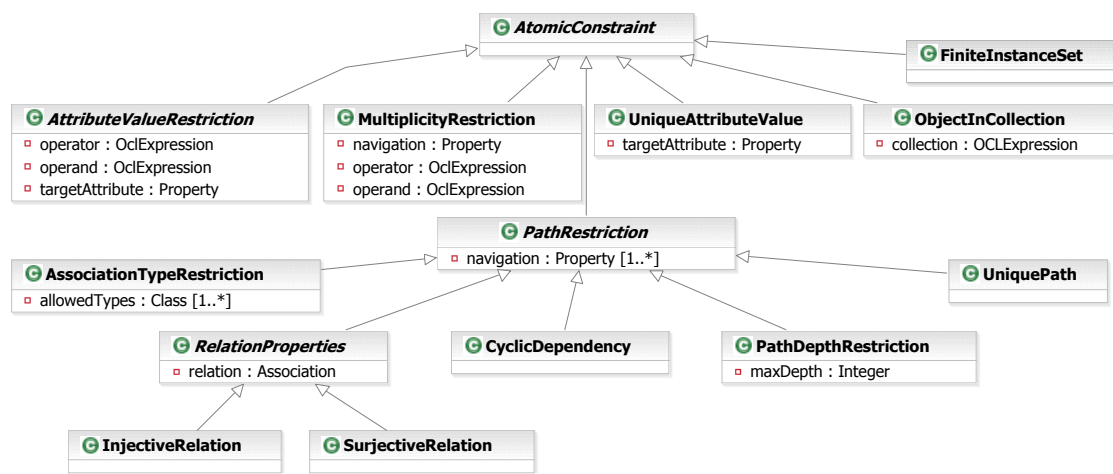 C AtomicConstraint
C FiniteInstanceSet
C AttributeValueRestriction
operator : OclExpression
operand : OclExpression
targetAttribute : Property
C MultiplicityRestriction
navigation : Property
operator : OclExpression
operand : OclExpression
C UniqueAttributeValue
targetAttribute : Property
C ObjectInCollection
collection : OCLExpression
C PathRestriction
navigation : Property [1..*]
C AssociationTypeRestriction
allowedTypes : Class [1..*]
C UniquePath
C RelationProperties
relation : Association
C CyclicDependency
C PathDepthRestriction
maxDepth : Integer
C InjectiveRelation
C SurjectiveRelation